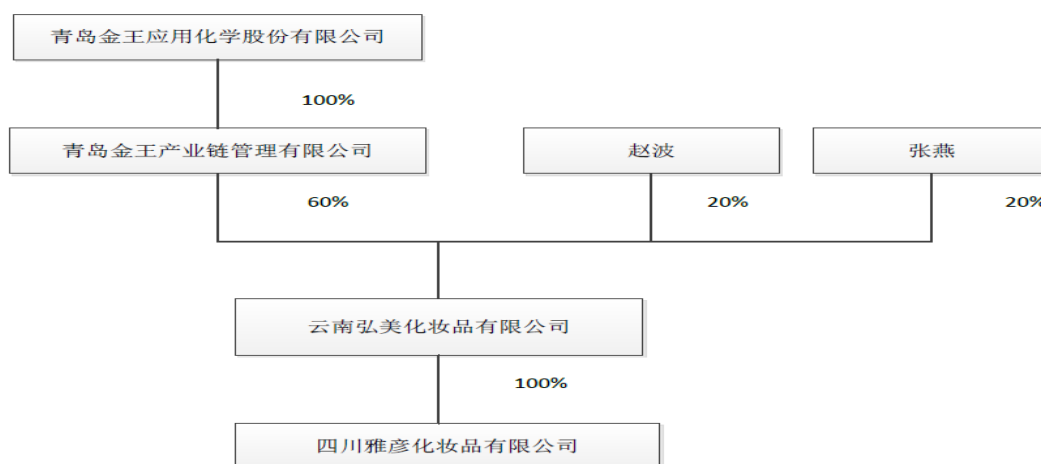 青岛金王应用化学股份有限公司
100%
青岛金王产业链管理有限公司
赵波
张燕
60%
20%
20%
云南弘美化妆品有限公司
100%
四川雅彦化妆品有限公司